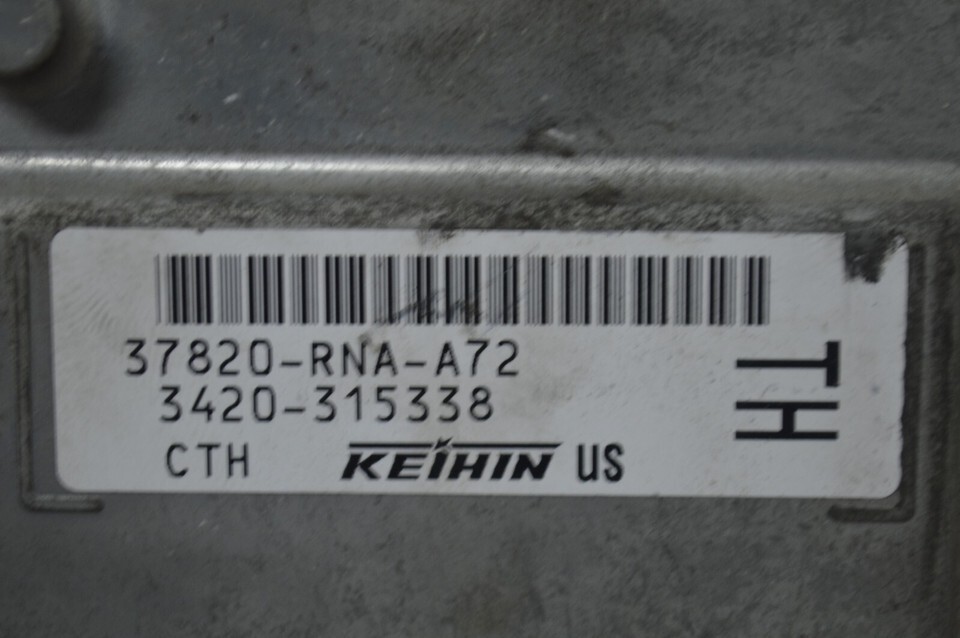 37820-RNA-A72
3420-315338
CTH KEIHIN US
TH